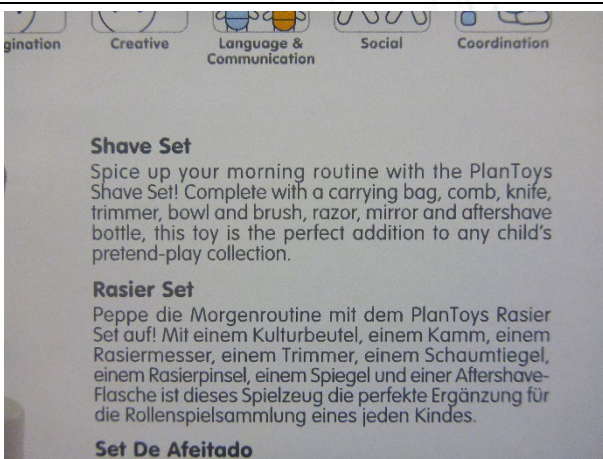 gination Creative Language & Social Coordination
Communication
Shave Set
Spice up your morning routine with the PlanToys
Shave Set! Complete with a carrying bag, comb, knife,
trimmer, bowl and brush, razor, mirror and aftershave
bottle, this toy is the perfect addition to any child's
pretend-play collection.
Rasier Set
Peppe die Morgenroutine mit dem PlanToys Rasier
Set auf! Mit einem Kulturbeutel, einem Kamm, einem
Rasiermesser, einem Trimmer, einem Schaumtiegel,
einem Rasierpinsel, einem Spiegel und einer Aftershave-
Flasche ist dieses Spielzeug die perfekte Ergänzung für
die Rollenspielsammlung eines jeden Kindes.
Set De Afeitado